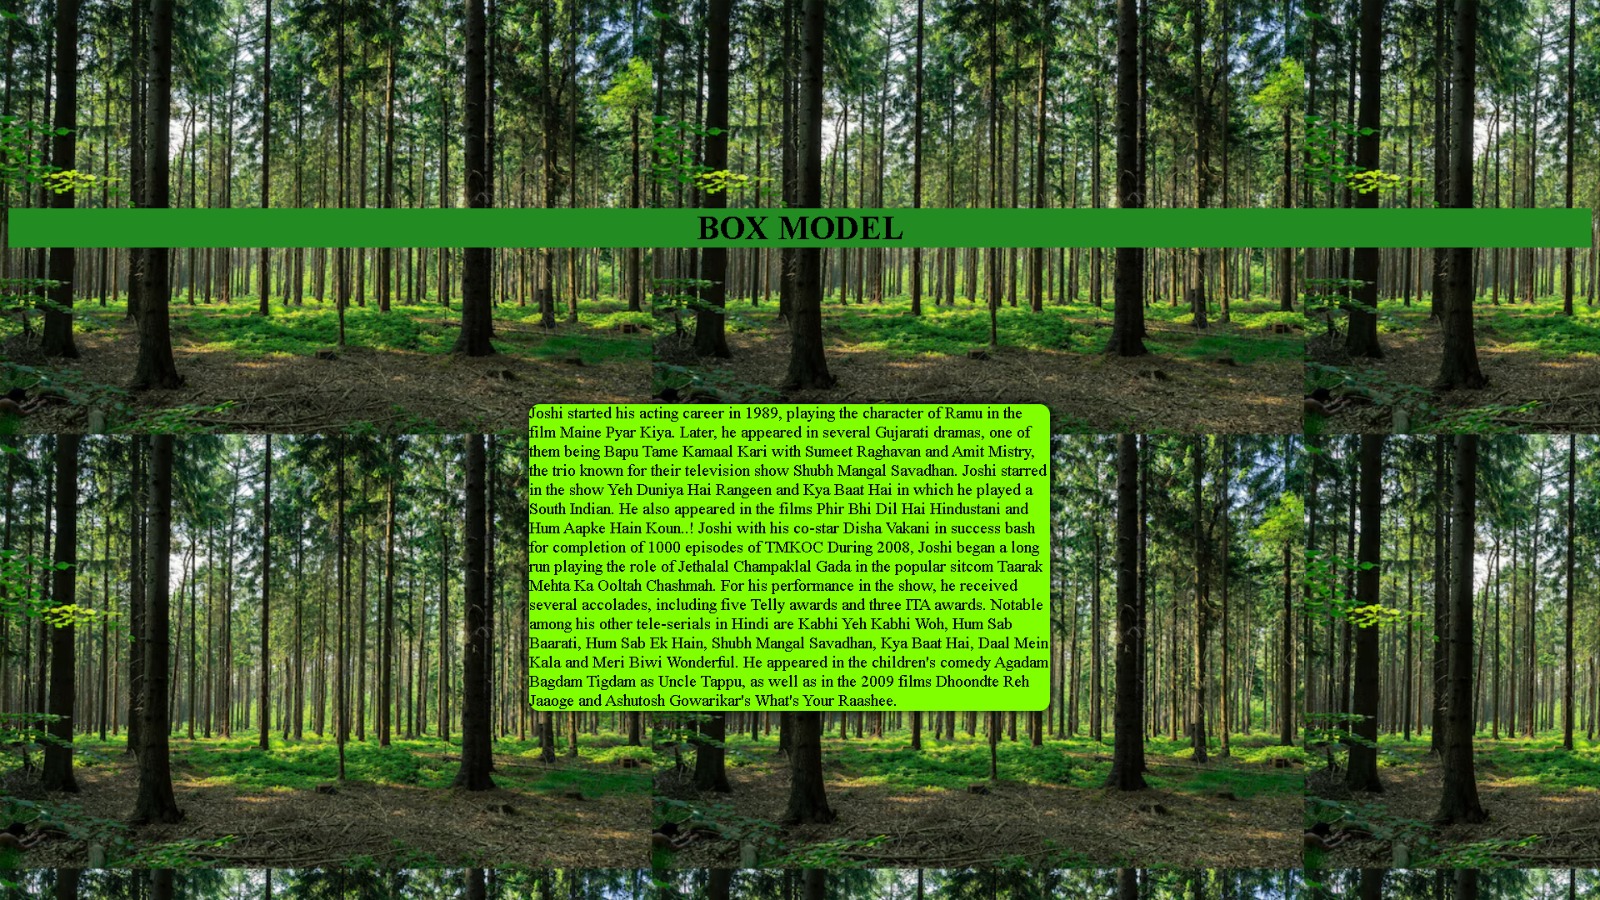 BOX MODEL
Joshi started his acting career in 1989, playing the character of Ramu in the
film Maine Pyar Kiya. Later, he appeared in several Gujarati dramas, one of
them being Bapu Tame Kamaal Kari with Sumeet Raghavan and Amit Mistry,
the trio known for their television show Shubh Mangal Savadhan. Joshi starred
in the show Yeh Duniya Hai Rangeen and Kya Baat Hai in which he played a
South Indian. He also appeared in the films Phir Bhi Dil Hai Hindustani and
Hum Aapke Hain Koun..! Joshi with his co-star Disha Vakani in success bash
for completion of 1000 episodes of TMKOC During 2008, Joshi began a long
run playing the role of Jethalal Champaklal Gada in the popular sitcom Taarak
Mehta Ka Ooltah Chashmah. For his performance in the show, he received
several accolades, including five Telly awards and three ITA awards. Notable
among his other tele-serials in Hindi are Kabhi Yeh Kabhi Woh, Hum Sab
Baarati, Hum Sab Ek Hain, Shubh Mangal Savadhan, Kya Baat Hai, Daal Mein
Kala and Meri Biwi Wonderful. He appeared in the children's comedy Agadam
Bagdam Tigdam as Uncle Tappu, as well as in the 2009 films Dhoondte Reh
Jaaoge and Ashutosh Gowarikar's What's Your Raashee.